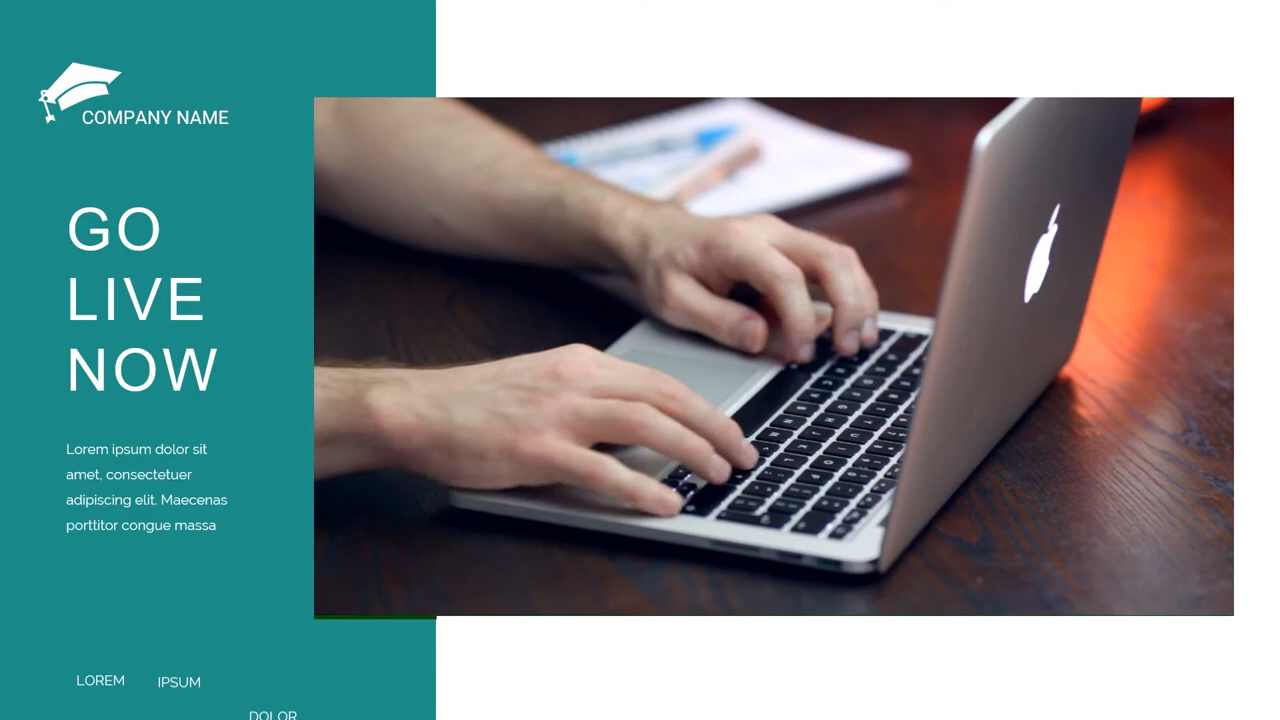 COMPANY NAME
GO
LIVE
NOW
Lorem ipsum dolor sit
amet, consectetuer
adipiscing elit. Maecenas
porttitor congue massa
LOREM
IPSUM
DOLOR